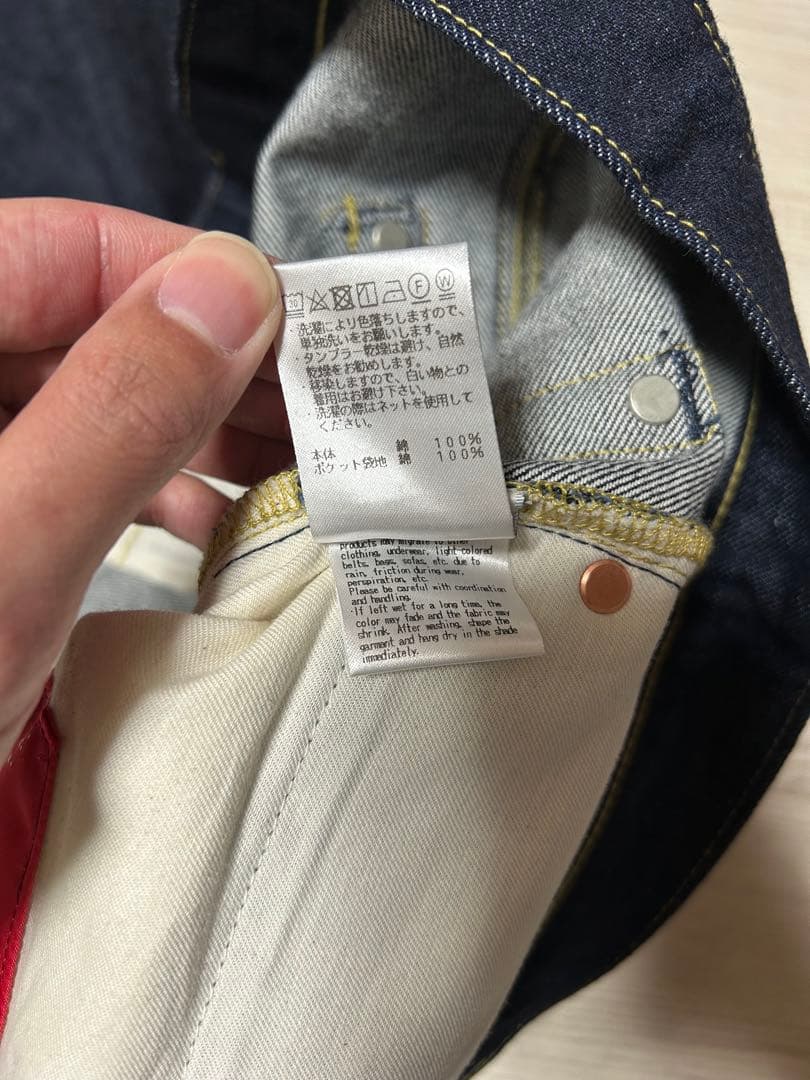 30 F W
・洗濯により色落ちしますので、
単独洗いをお願いします。
・タンブラー乾燥は避け、自然
乾燥をお勧めします。
・移染しますので、白い物との
着用はお避け下さい。
・洗濯の際はネットを使用して
ください。
本体 綿 100%
ポケット袋地 綿 100%
products may migrate to other
clothing, underwear, light colored
belts, bags, sofas, etc. due to
rain, friction during wear,
perspiration, etc.
Please be careful with coordination
and handling.
・If left wet for a long time, the
color may fade and the fabric may
shrink. After washing, shape the
garment and hang dry in the shade
immediately.